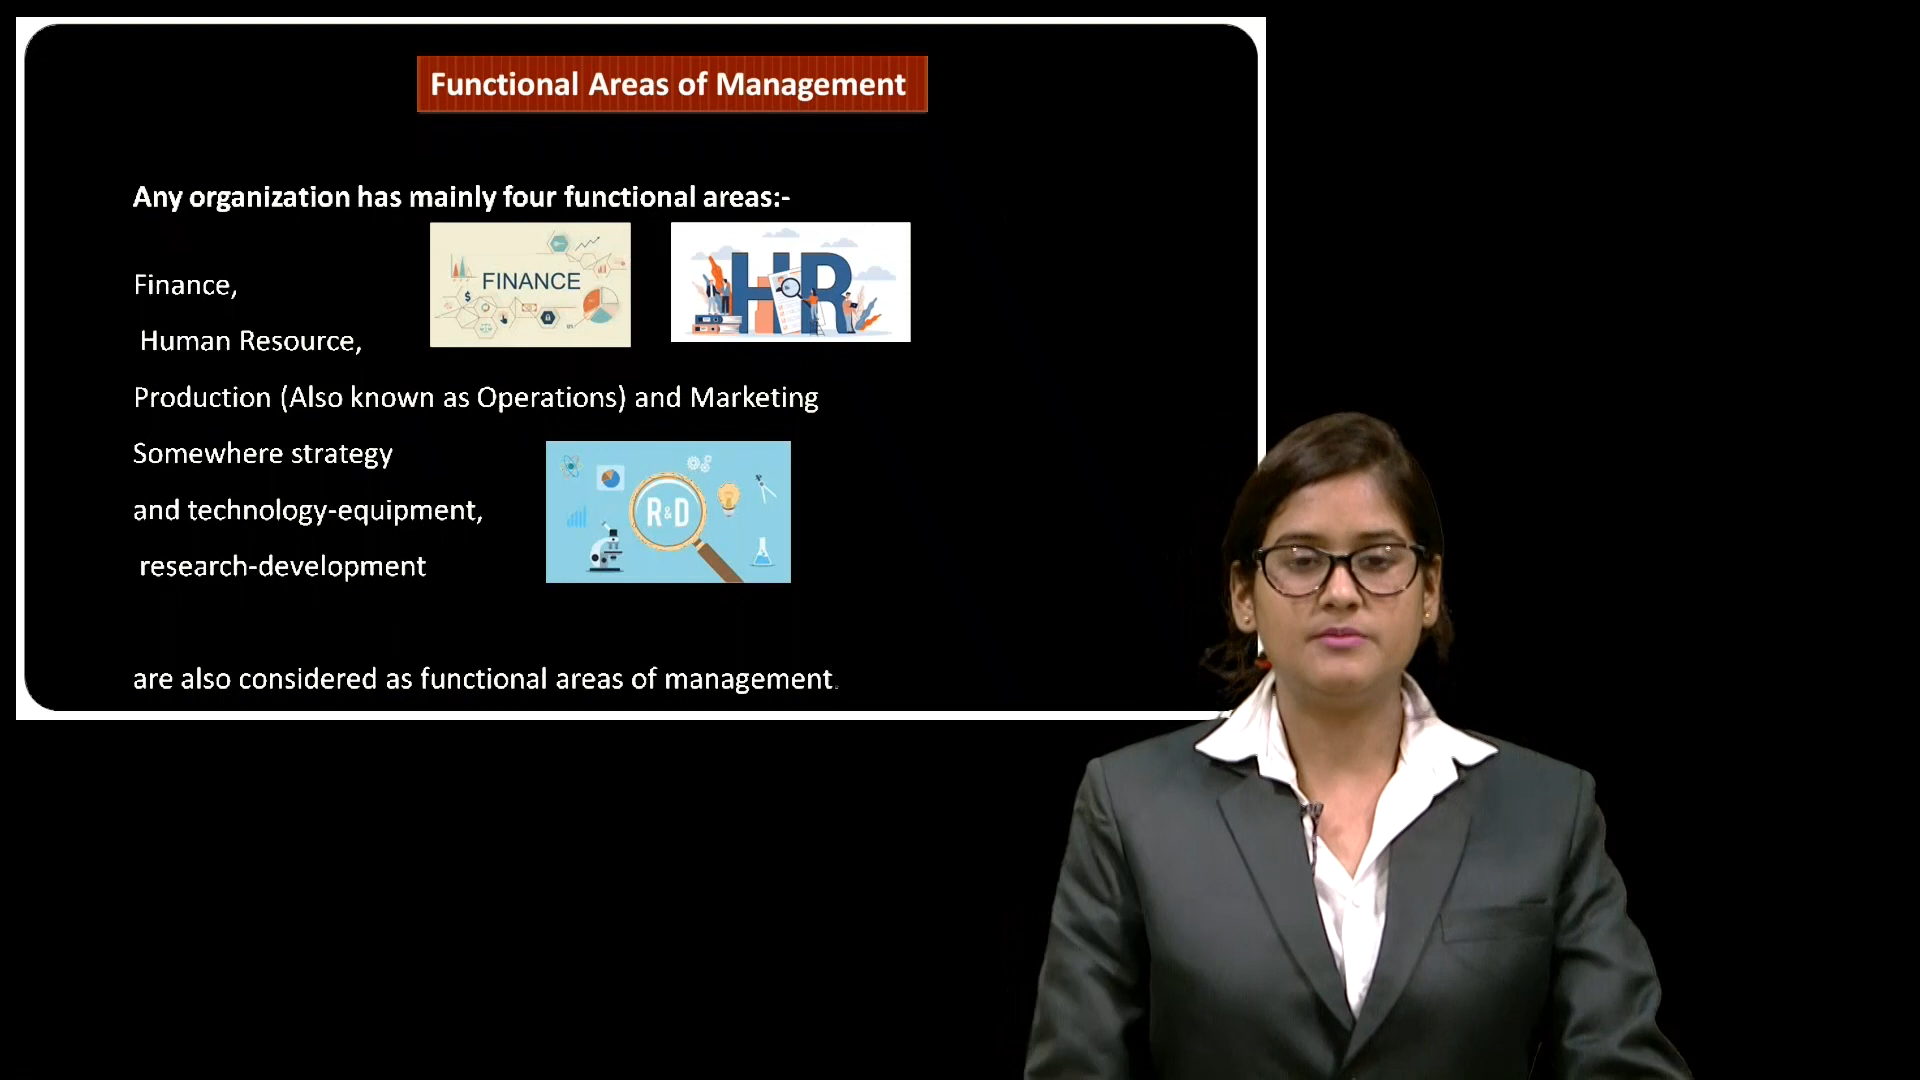 Functional Areas of Management
Any organization has mainly four functional areas:-
FINANCE
HR
Finance,
Human Resource,
Production (Also known as Operations) and Marketing
Somewhere strategy
and technology-equipment,
R&D
research-development
are also considered as functional areas of management.